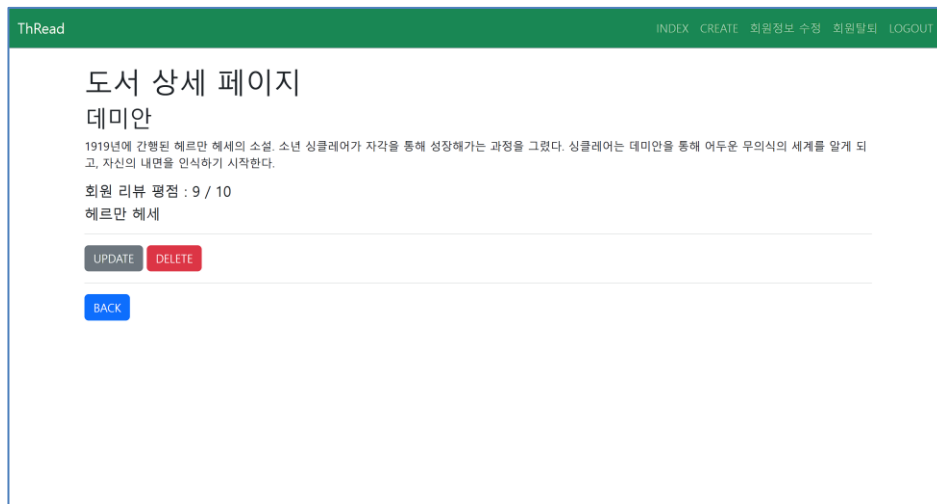 ThRead
INDEX CREATE 회원정보 수정 회원탈퇴 LOGOUT
도서 상세 페이지
데미안
1919년에 간행된 헤르만 헤세의 소설. 소년 싱클레어가 자각을 통해 성장해가는 과정을 그렸다. 싱클레어는 데미안을 통해 어두운 무의식의 세계를 알게 되
고, 자신의 내면을 인식하기 시작한다.
회원 리뷰 평점 : 9 / 10
헤르만 헤세
UPDATE DELETE
BACK